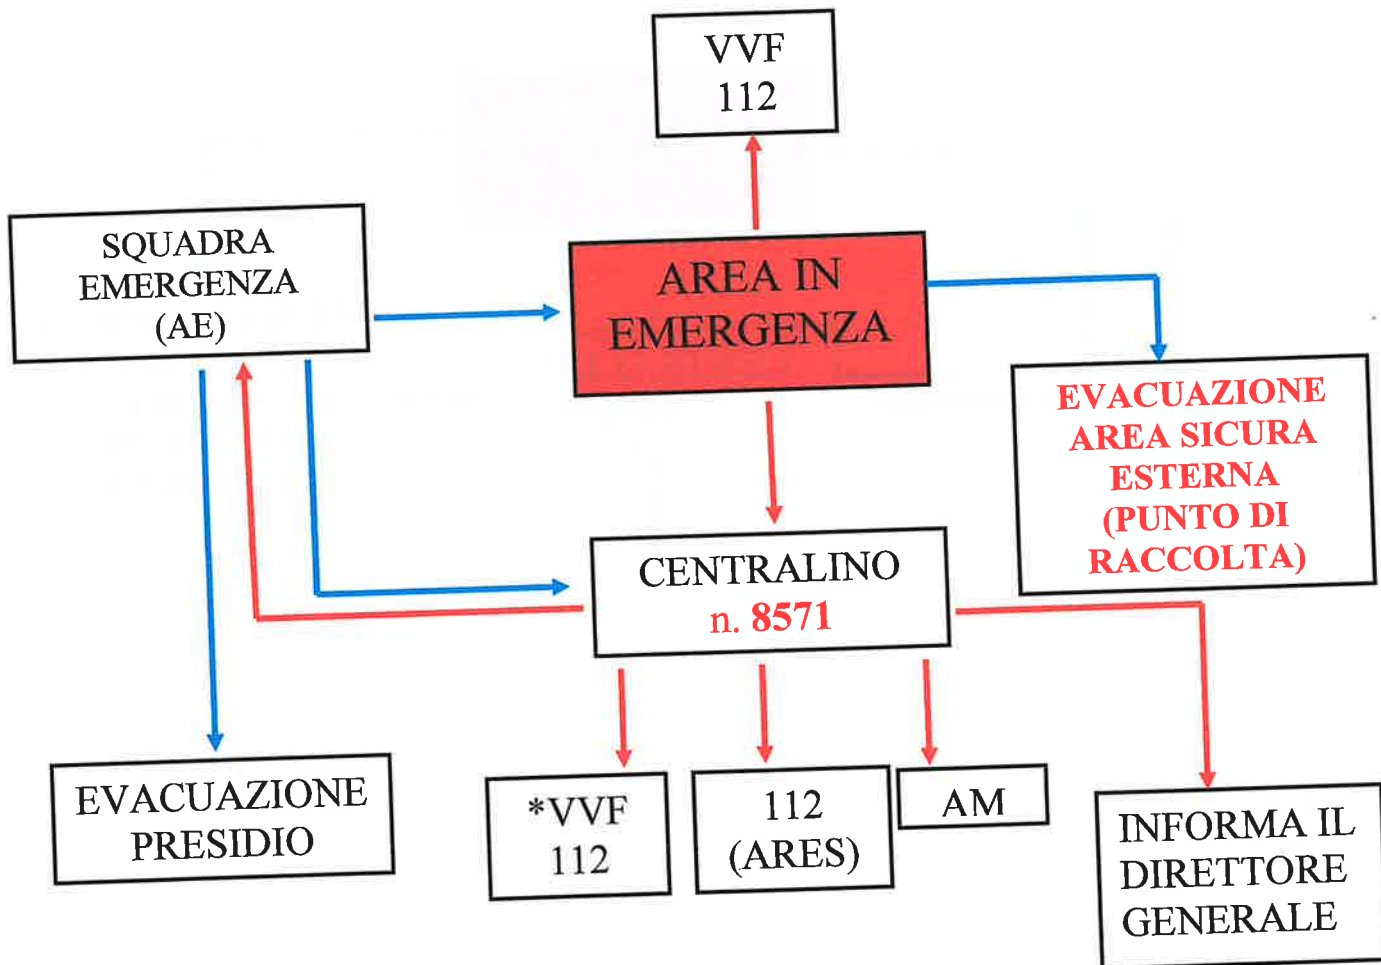 VVF
112
SQUADRA
EMERGENZA
(AE)
AREA IN
EMERGENZA
EVACUAZIONE
AREA SICURA
ESTERNA
(PUNTO DI
RACCOLTA)
CENTRALINO
n. 8571
EVACUAZIONE
PRESIDIO
*VVF
112
112
(ARES)
AM
INFORMA IL
DIRETTORE
GENERALE